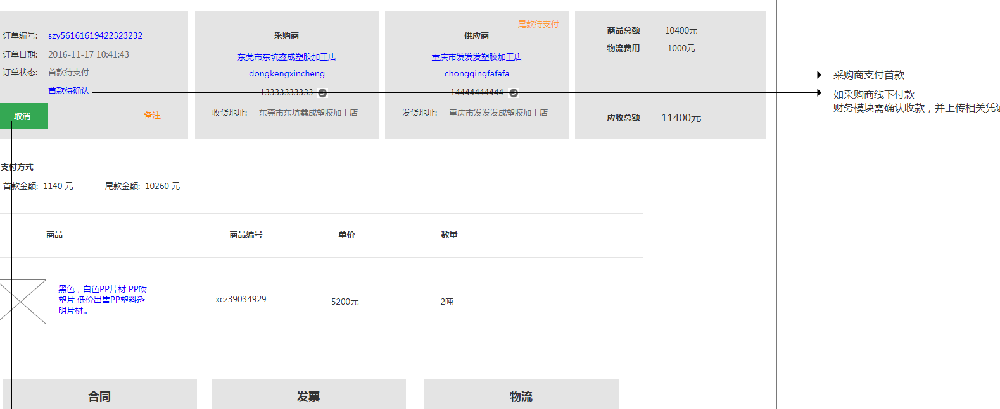 订单编号: szy56161619422323232
订单日期: 2016-11-17 10:41:43
订单状态: 首款待支付
首款待确认
取消
备注
采购商
东莞市东坑鑫成塑胶加工店
dongkengxincheng
13333333333
收货地址: 东莞市东坑鑫成塑胶加工店
尾款待支付
供应商
重庆市发发发塑胶加工店
chongqingfafafa
14444444444
发货地址: 重庆市发发发成塑胶加工店
商品总额 10400元
物流费用 1000元
应收总额 11400元
采购商支付首款
如采购商线下付款
财务模块需确认收款，并上传相关凭
支付方式
首款金额: 1140 元 尾款金额: 10260 元
商品 商品编号 单价 数量
黑色，白色PP片材 PP吹
塑片 低价出售PP塑料透
明片材..
xcz39034929 5200元 2吨
合同 发票 物流